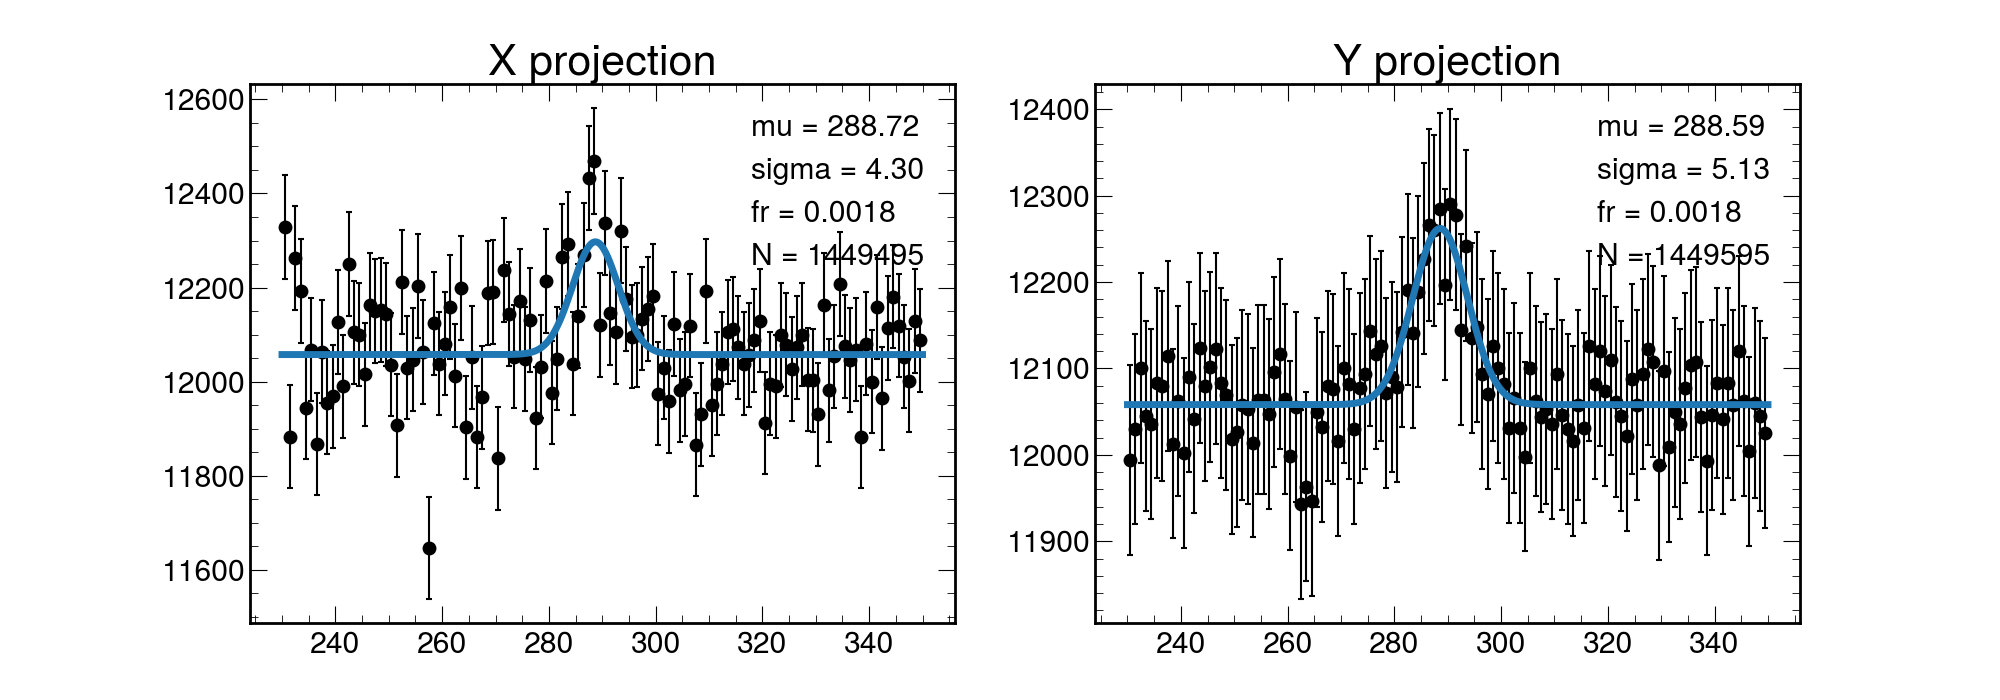 X projection
12600
12400
12200
12000
11800
11600
mu = 288.72
sigma = 4.30
fr = 0.0018
N = 1449495
240 260 280 300 320 340
Y projection
12400
12300
12200
12100
12000
11900
mu = 288.59
sigma = 5.13
fr = 0.0018
N = 1449595
240 260 280 300 320 340